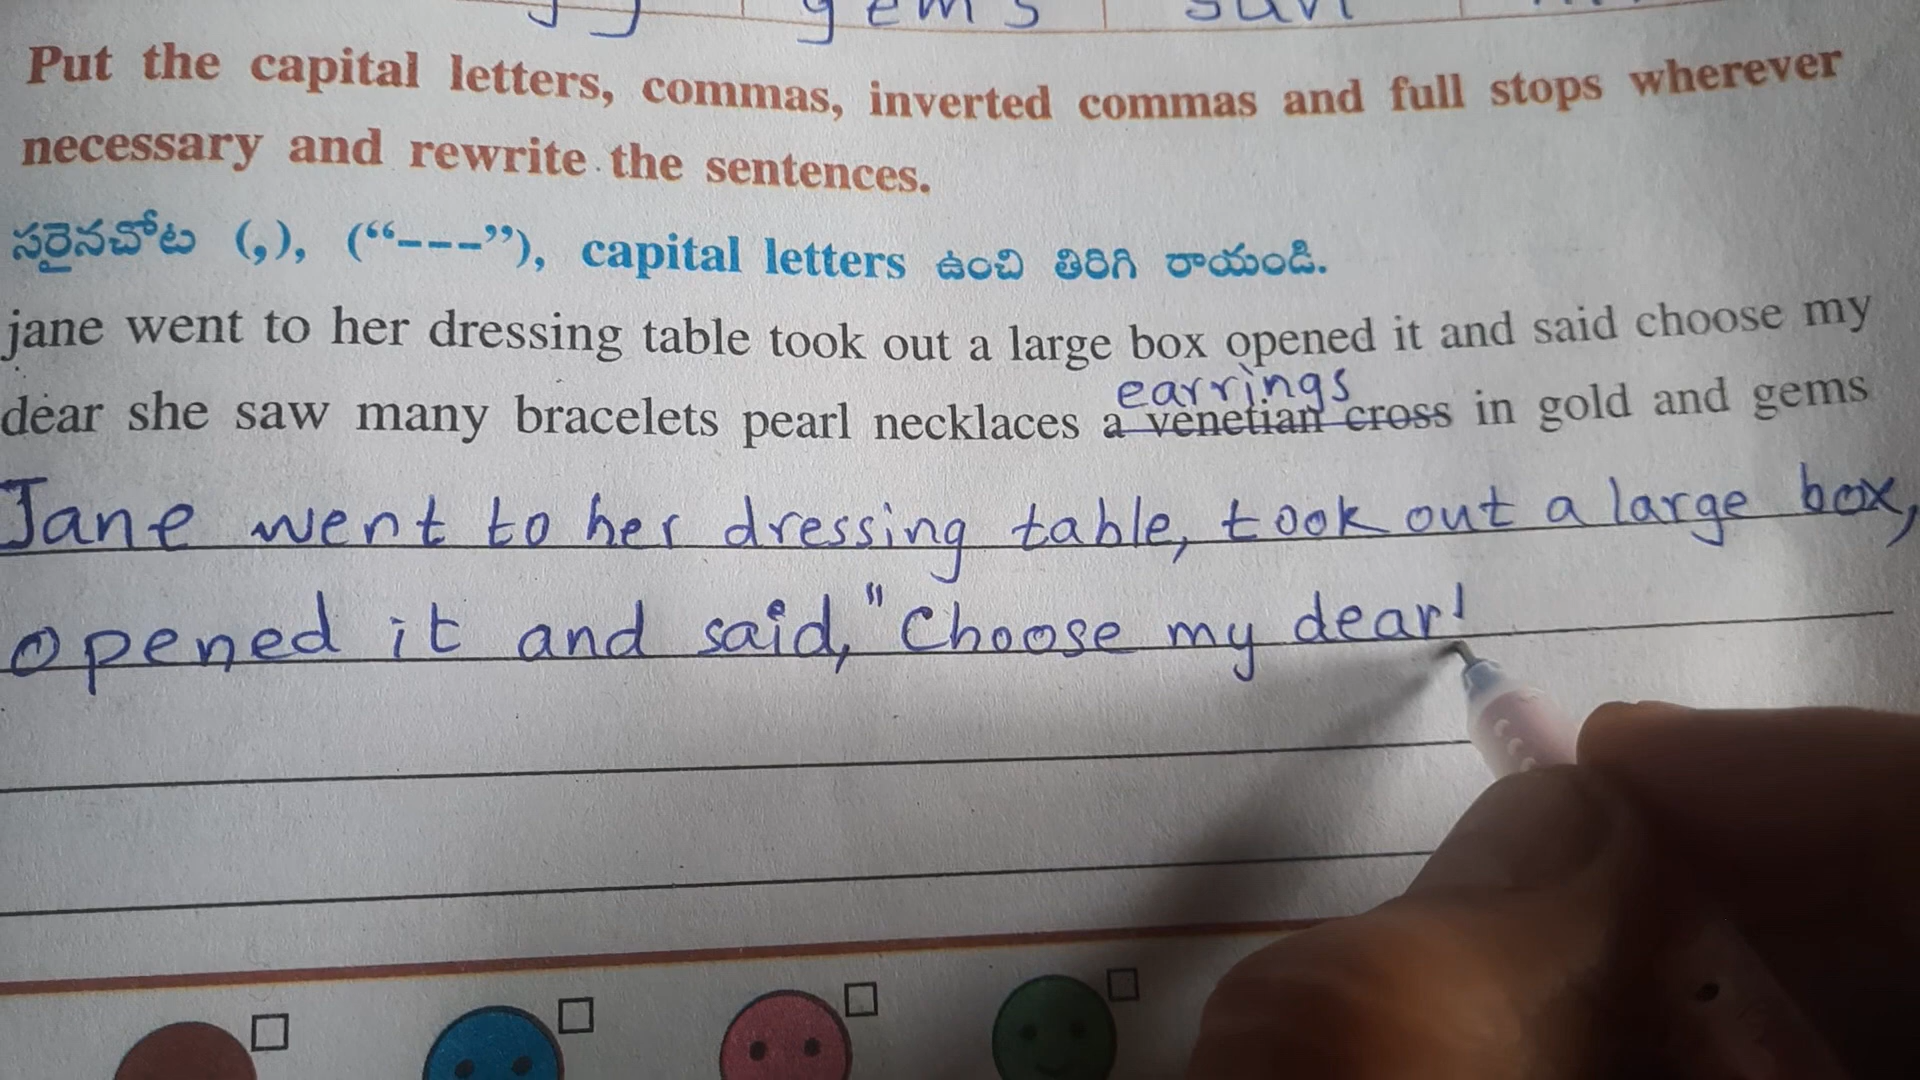 gems
Put the capital letters, commas, inverted commas and full stops wherever
necessary and rewrite the sentences.
సరైనచోట (,), (“---”), capital letters ఉంచి తిరిగి రాయండి.
jane went to her dressing table took out a large box opened it and said choose my
earrings
dear she saw many bracelets pearl necklaces a venetian cross in gold and gems
Jane went to her dressing table, took out a large box,
opened it and said, "Choose my dear!